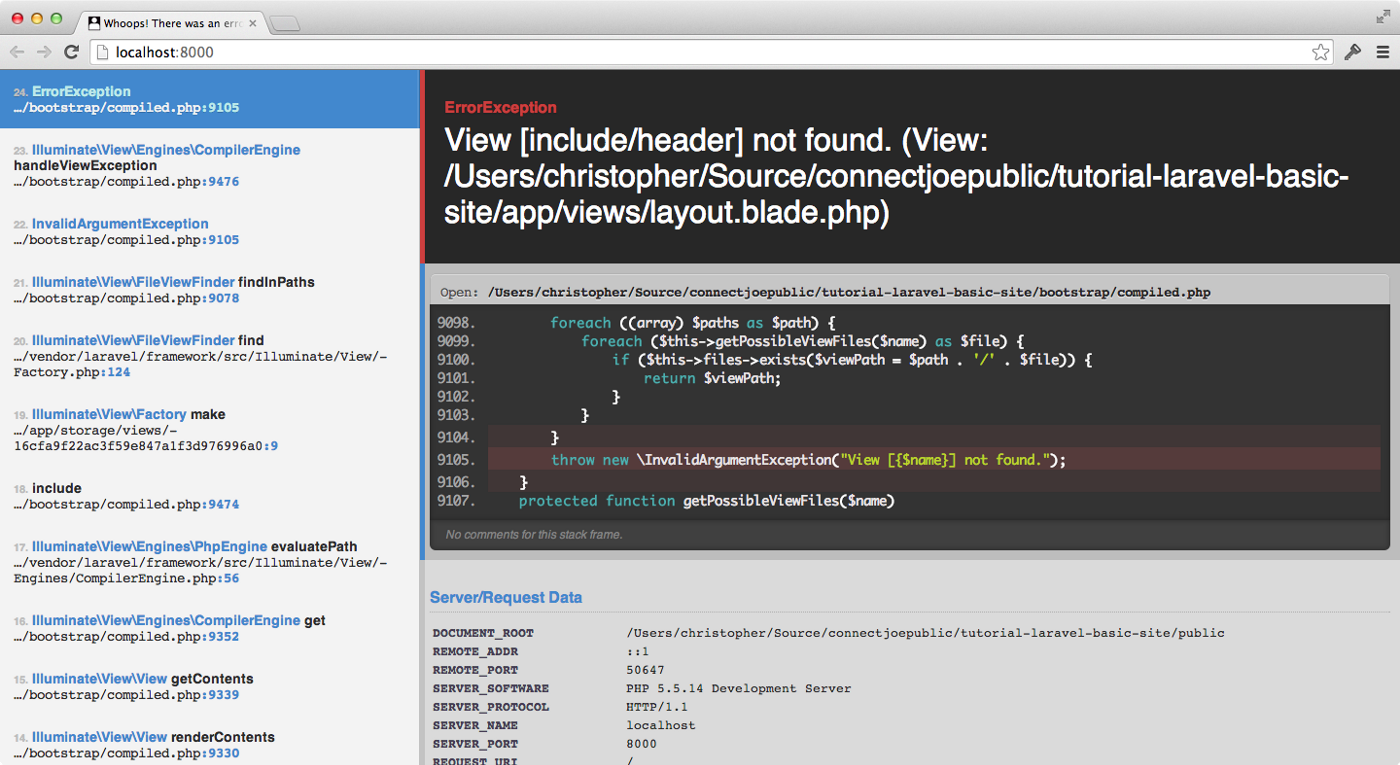 Whoops! There was an erro
localhost:8000
24. ErrorException
…/bootstrap/compiled.php:9105
23. Illuminate\View\Engines\CompilerEngine
handleViewException
…/bootstrap/compiled.php:9476
22. InvalidArgumentException
…/bootstrap/compiled.php:9105
21. Illuminate\View\FileViewFinder findInPaths
…/bootstrap/compiled.php:9078
20. Illuminate\View\FileViewFinder find
…/vendor/laravel/framework/src/Illuminate/View/-
Factory.php:124
19. Illuminate\View\Factory make
…/app/storage/views/-
16cfa9f22ac3f59e847a1f3d976996a0:9
18. include
…/bootstrap/compiled.php:9474
17. Illuminate\View\Engines\PhpEngine evaluatePath
…/vendor/laravel/framework/src/Illuminate/View/-
Engines/CompilerEngine.php:56
16. Illuminate\View\Engines\CompilerEngine get
…/bootstrap/compiled.php:9352
15. Illuminate\View\View getContents
…/bootstrap/compiled.php:9339
14. Illuminate\View\View renderContents
…/bootstrap/compiled.php:9330
ErrorException
View [include/header] not found. (View:
/Users/christopher/Source/connectjoepublic/tutorial-laravel-basic-
site/app/views/layout.blade.php)
Open: /Users/christopher/Source/connectjoepublic/tutorial-laravel-basic-site/bootstrap/compiled.php
9098. foreach ((array) $paths as $path) {
9099. foreach ($this->getPossibleViewFiles($name) as $file) {
9100. if ($this->files->exists($viewPath = $path . '/' . $file)) {
9101. return $viewPath;
9102. }
9103. }
9104. }
9105. throw new \InvalidArgumentException("View [{$name}] not found.");
9106. }
9107. protected function getPossibleViewFiles($name)
No comments for this stack frame.
Server/Request Data
DOCUMENT_ROOT /Users/christopher/Source/connectjoepublic/tutorial-laravel-basic-site/public
REMOTE_ADDR ::1
REMOTE_PORT 50647
SERVER_SOFTWARE PHP 5.5.14 Development Server
SERVER_PROTOCOL HTTP/1.1
SERVER_NAME localhost
SERVER_PORT 8000
REQUEST_URI /